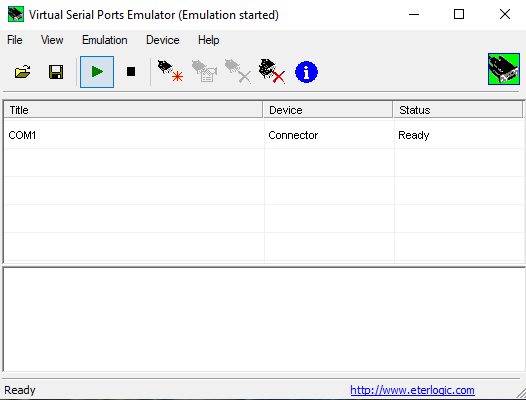 Virtual Serial Ports Emulator (Emulation started)
File View Emulation Device Help
Title Device Status
COM1 Connector Ready
Ready http://www.eterlogic.com